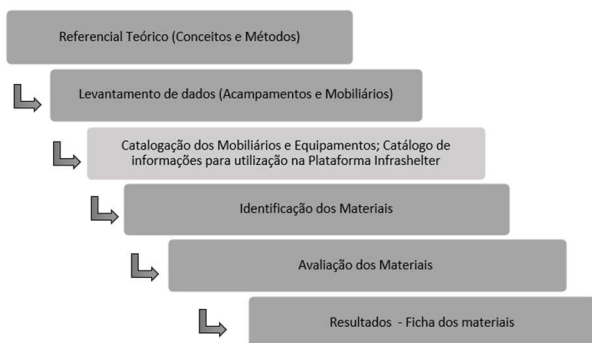 Referencial Teórico (Conceitos e Métodos)
Levantamento de dados (Acampamentos e Mobiliários)
Catalogação dos Mobiliários e Equipamentos; Catálogo de
informações para utilização na Plataforma Infrashelter
Identificação dos Materiais
Avaliação dos Materiais
Resultados - Ficha dos materiais